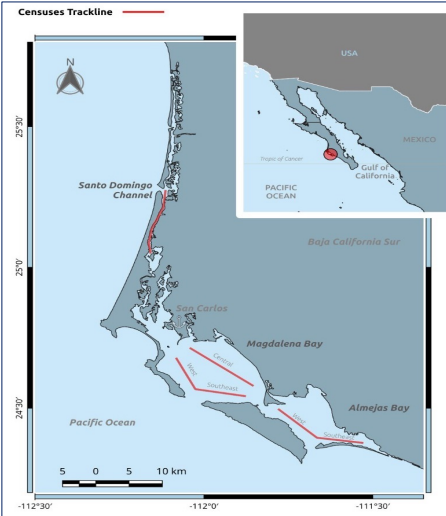 Censuses Trackline
N
USA
MEXICO
Tropic of Cancer
Gulf of
California
PACIFIC
OCEAN
25°30'
Santo Domingo
Channel
Baja California Sur
25°0'
San Carlos
Magdalena Bay
Central
West
Southeast
Almejas Bay
24°30'
West
Southeast
Pacific Ocean
5 0 5 10 km
-112°30' -112°0' -111°30'